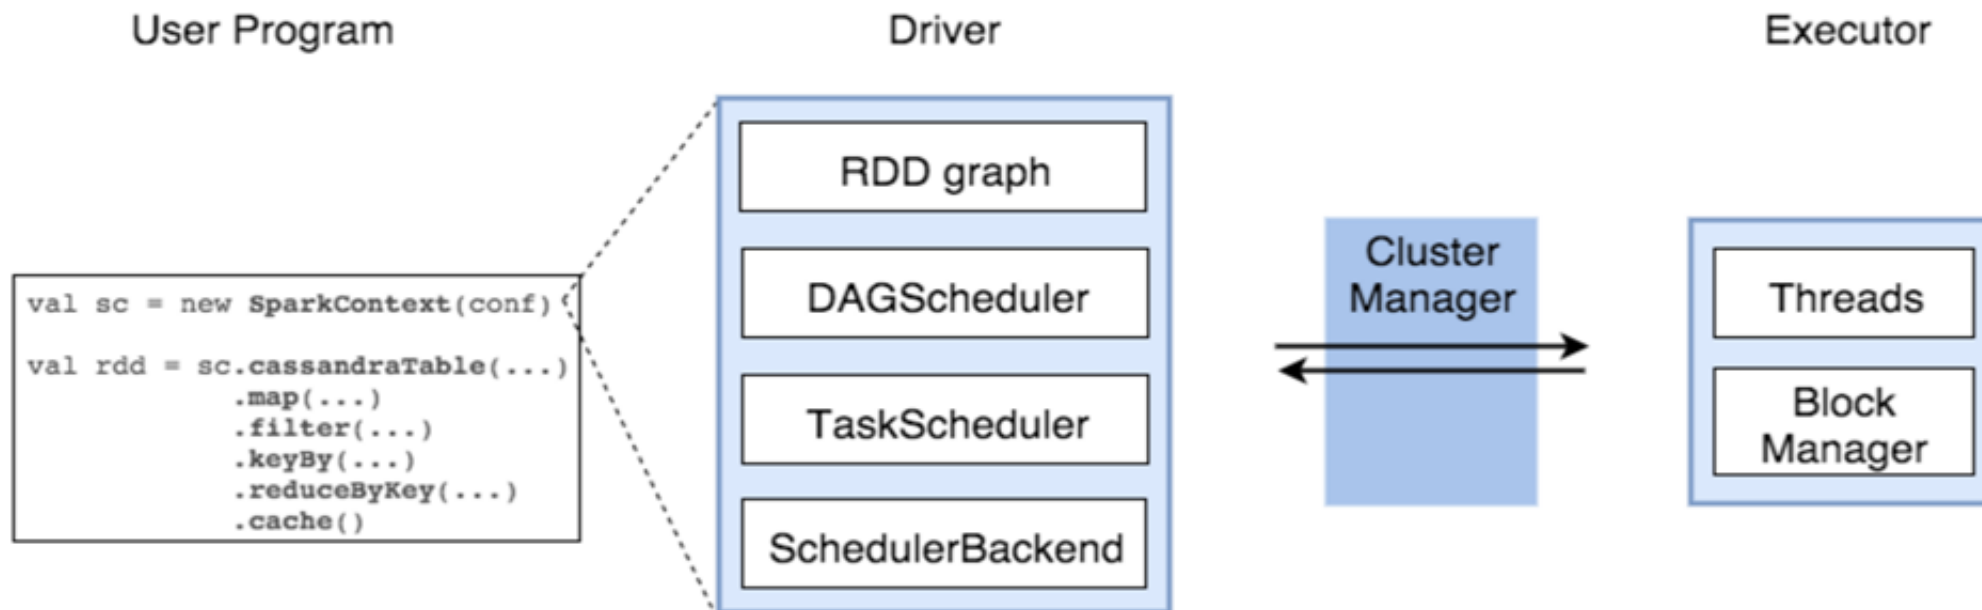 User Program
Driver
Executor
val sc = new SparkContext(conf)
val rdd = sc.cassandraTable(...)
.map(...)
.filter(...)
.keyBy(...)
.reduceByKey(...)
.cache()
RDD graph
DAGScheduler
TaskScheduler
SchedulerBackend
Cluster
Manager
Threads
Block
Manager